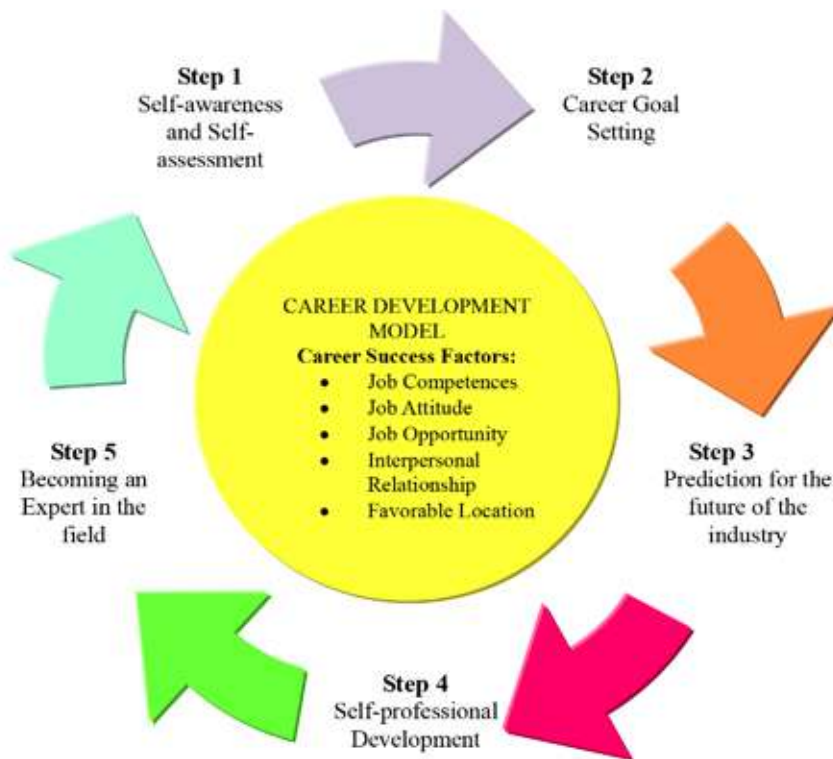 Step 1
Self-awareness
and Self-
assessment
Step 2
Career Goal
Setting
CAREER DEVELOPMENT
MODEL
Career Success Factors:
• Job Competences
• Job Attitude
• Job Opportunity
• Interpersonal
Relationship
• Favorable Location
Step 3
Prediction for the
future of the
industry
Step 4
Self-professional
Development
Step 5
Becoming an
Expert in the
field